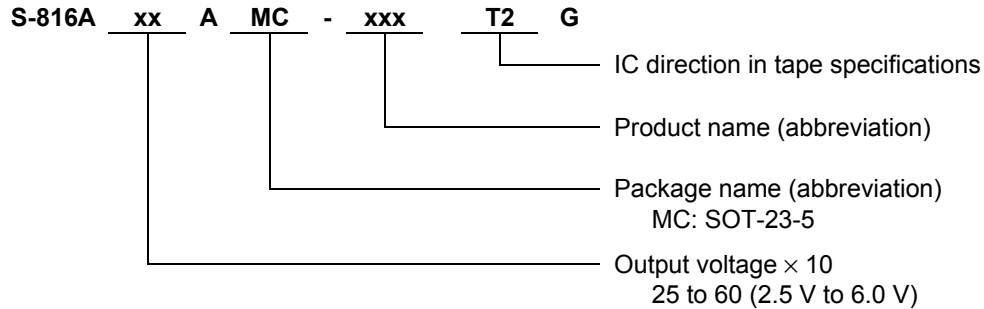 S-816A xx A MC - xxx T2 G
IC direction in tape specifications
Product name (abbreviation)
Package name (abbreviation)
MC: SOT-23-5
Output voltage × 10
25 to 60 (2.5 V to 6.0 V)